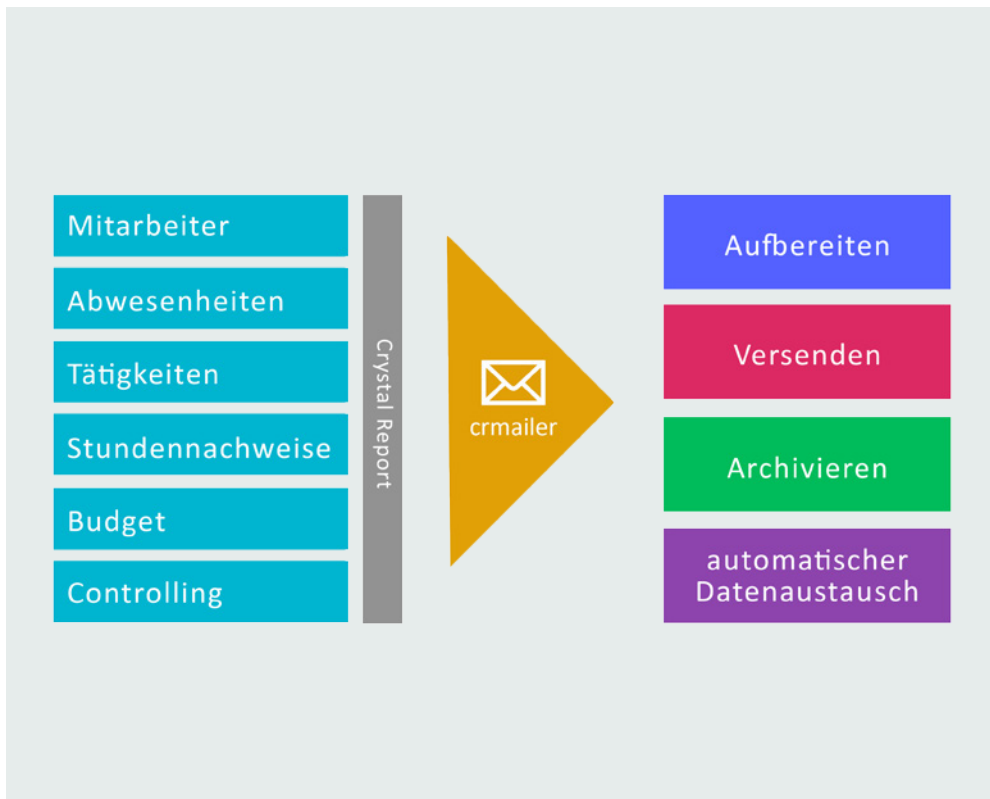 Mitarbeiter
Abwesenheiten
Tätigkeiten
Stundennachweise
Budget
Controlling
Crystal Report
crmailer
Aufbereiten
Versenden
Archivieren
automatischer
Datenaustausch